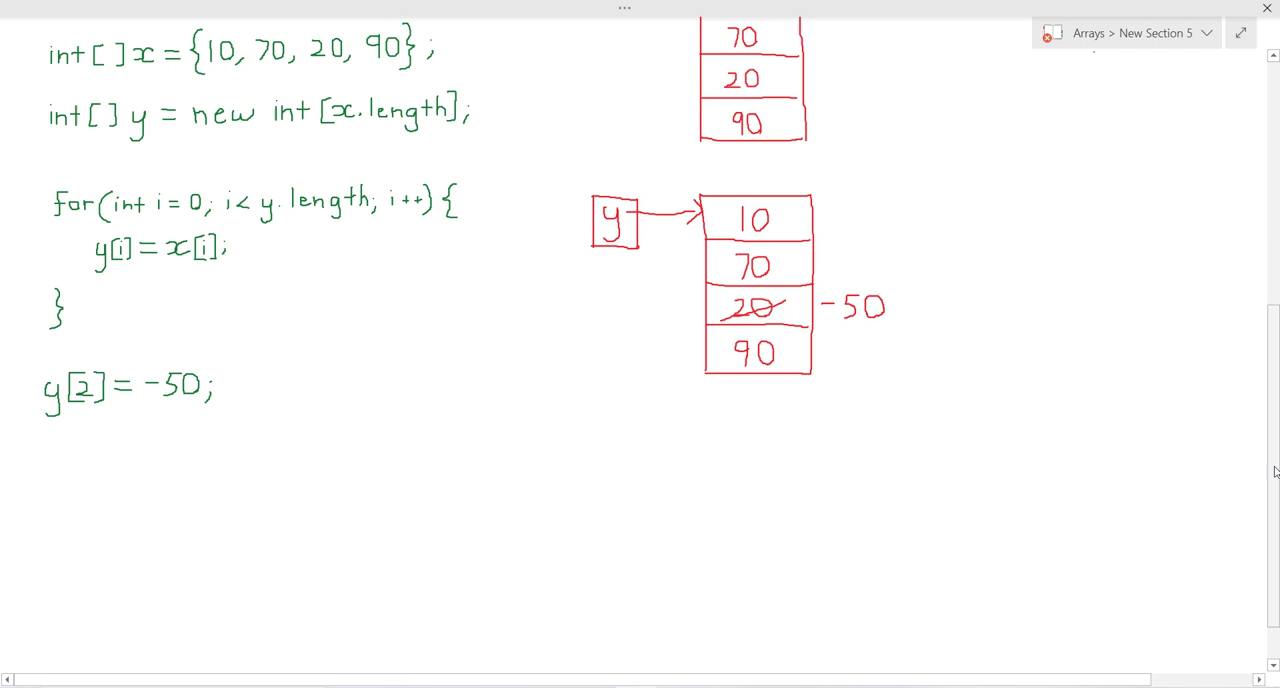 ...
Arrays > New Section 5
int[]x={10, 70, 20, 90};
int[] y = new int[x.length];
for(int i=0; i<y.length; i++){
y[i]=x[i];
}
y[2]=-50;
70
20
90
y
10
70
20 -50
90